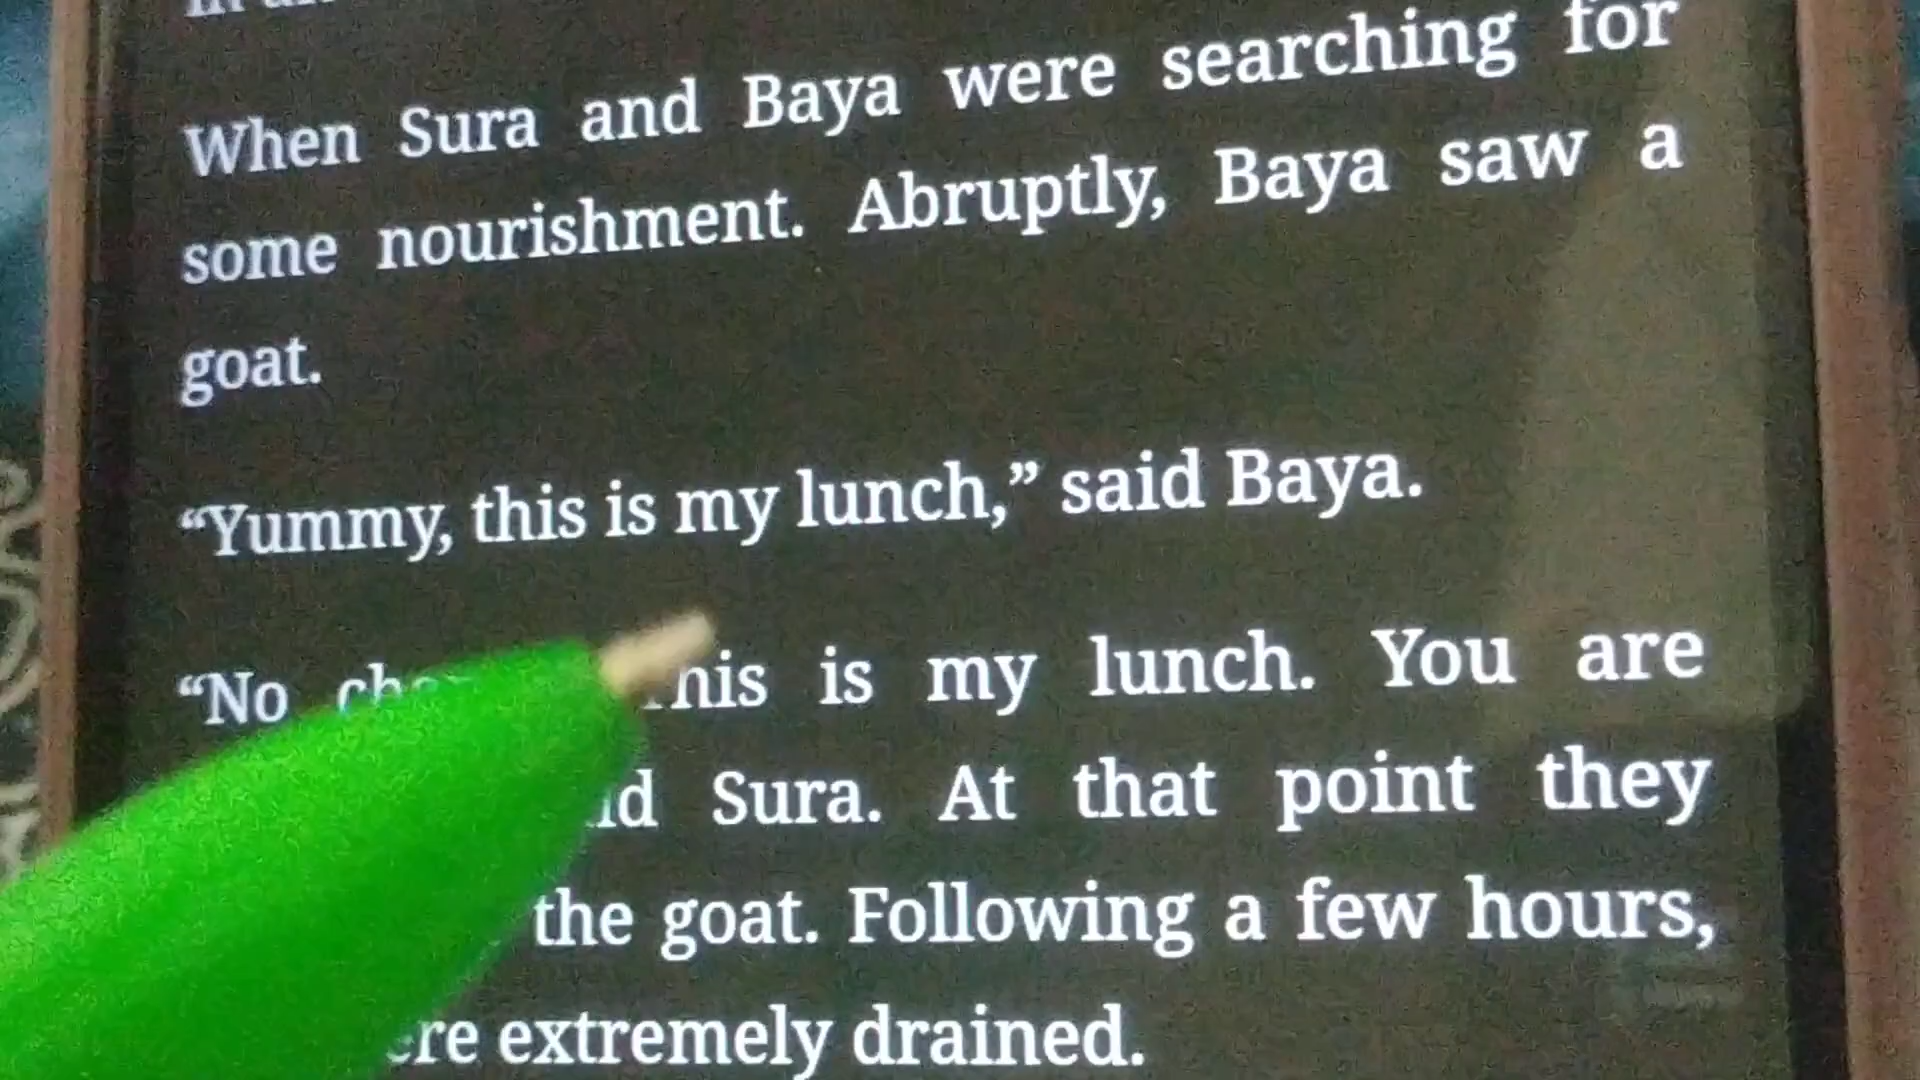 When Sura and Baya were searching for
some nourishment. Abruptly, Baya saw a
goat.
“Yummy, this is my lunch,” said Baya.
“No is my lunch. You are
Sura. At that point they
the goat. Following a few hours,
extremely drained.